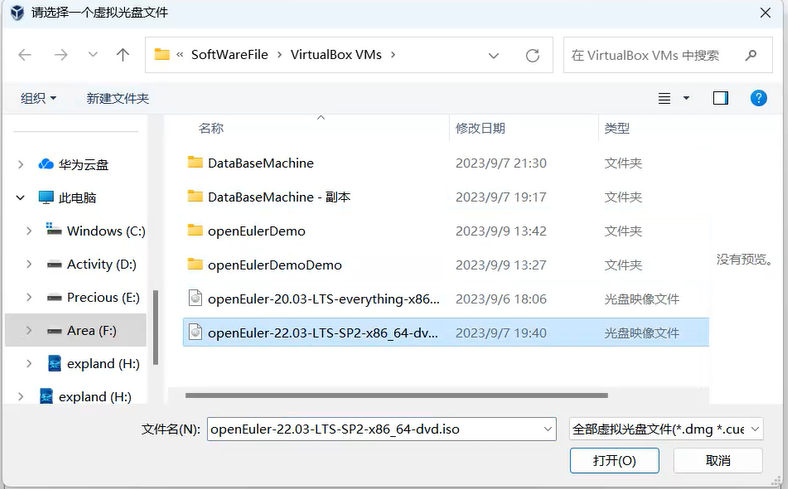 请选择一个虚拟光盘文件
« SoftWareFile › VirtualBox VMs ›
在 VirtualBox VMs 中搜索
组织 新建文件夹
名称 修改日期 类型
华为云盘
此电脑
Windows (C:)
Activity (D:)
Precious (E:)
Area (F:)
expland (H:)
expland (H:)
DataBaseMachine 2023/9/7 21:30 文件夹
DataBaseMachine - 副本 2023/9/7 19:17 文件夹
openEulerDemo 2023/9/9 13:42 文件夹
openEulerDemoDemo 2023/9/9 13:27 文件夹
openEuler-20.03-LTS-everything-x86... 2023/9/6 18:06 光盘映像文件
openEuler-22.03-LTS-SP2-x86_64-dv... 2023/9/7 19:40 光盘映像文件
没有预览。
文件名(N): openEuler-22.03-LTS-SP2-x86_64-dvd.iso
全部虚拟光盘文件(*.dmg *.cue
打开(O) 取消